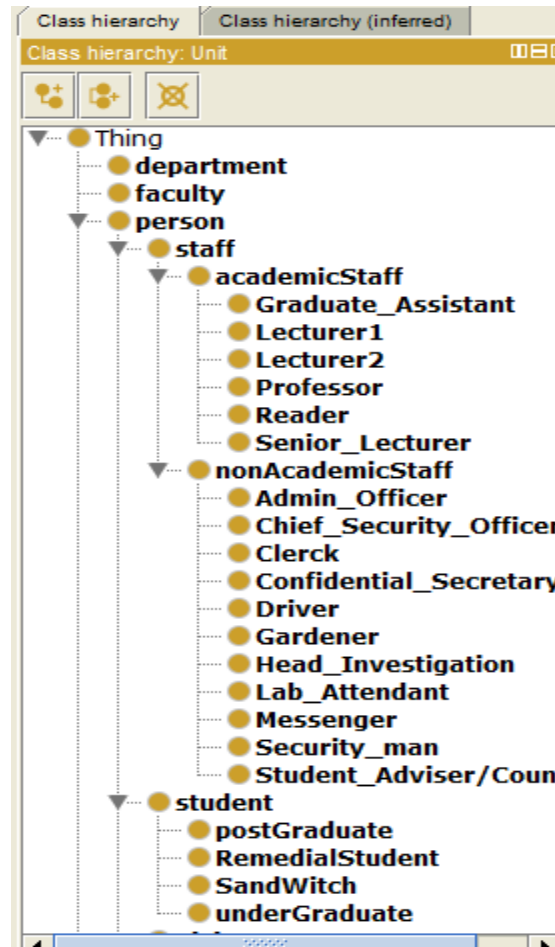 Class hierarchy Class hierarchy (inferred)
Class hierarchy: Unit
Thing
department
faculty
person
staff
academicStaff
Graduate_Assistant
Lecturer1
Lecturer2
Professor
Reader
Senior_Lecturer
nonAcademicStaff
Admin_Officer
Chief_Security_Officer
Clerck
Confidential_Secretary
Driver
Gardener
Head_Investigation
Lab_Attendant
Messenger
Security_man
Student_Adviser/Coun
student
postGraduate
RemedialStudent
SandWitch
underGraduate